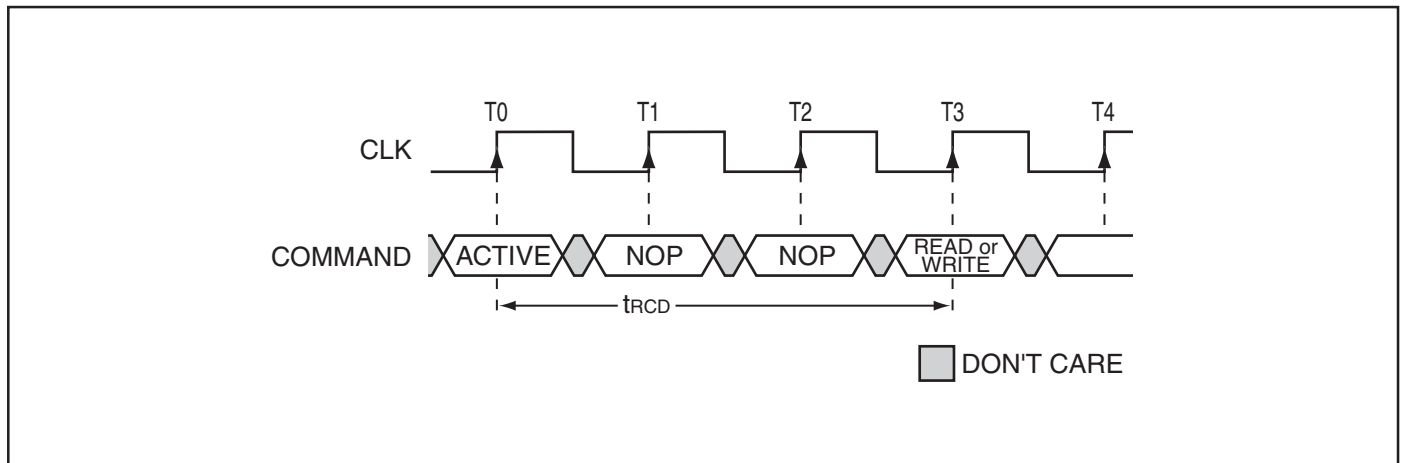 T0 T1 T2 T3 T4
CLK
COMMAND ACTIVE NOP NOP READ or
WRITE
tRCD
DON'T CARE